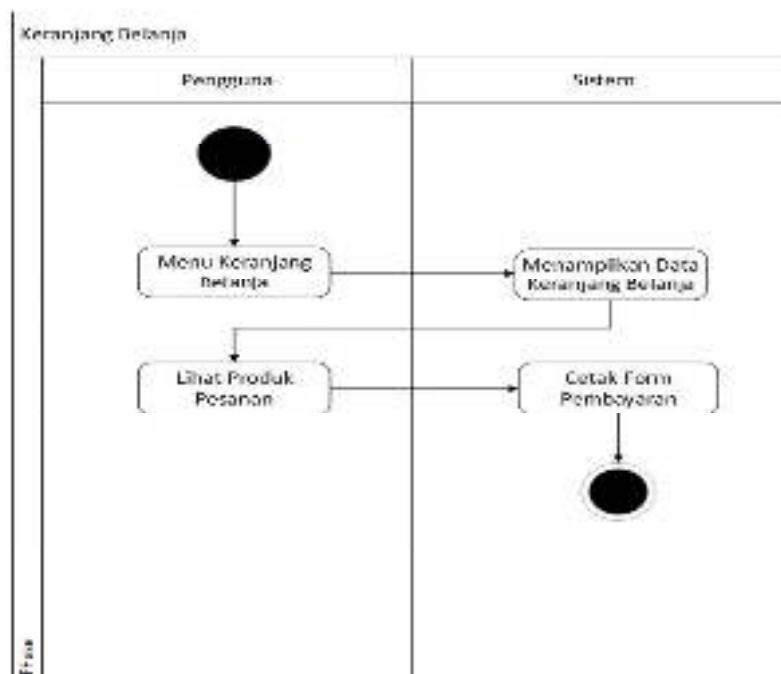 Keranjang Belanja
Pengguna
Sistem
Menu Keranjang
Belanja
Menampilkan Data
Keranjang Belanja
Lihat Produk
Pesanan
Cetak Form
Pembayaran